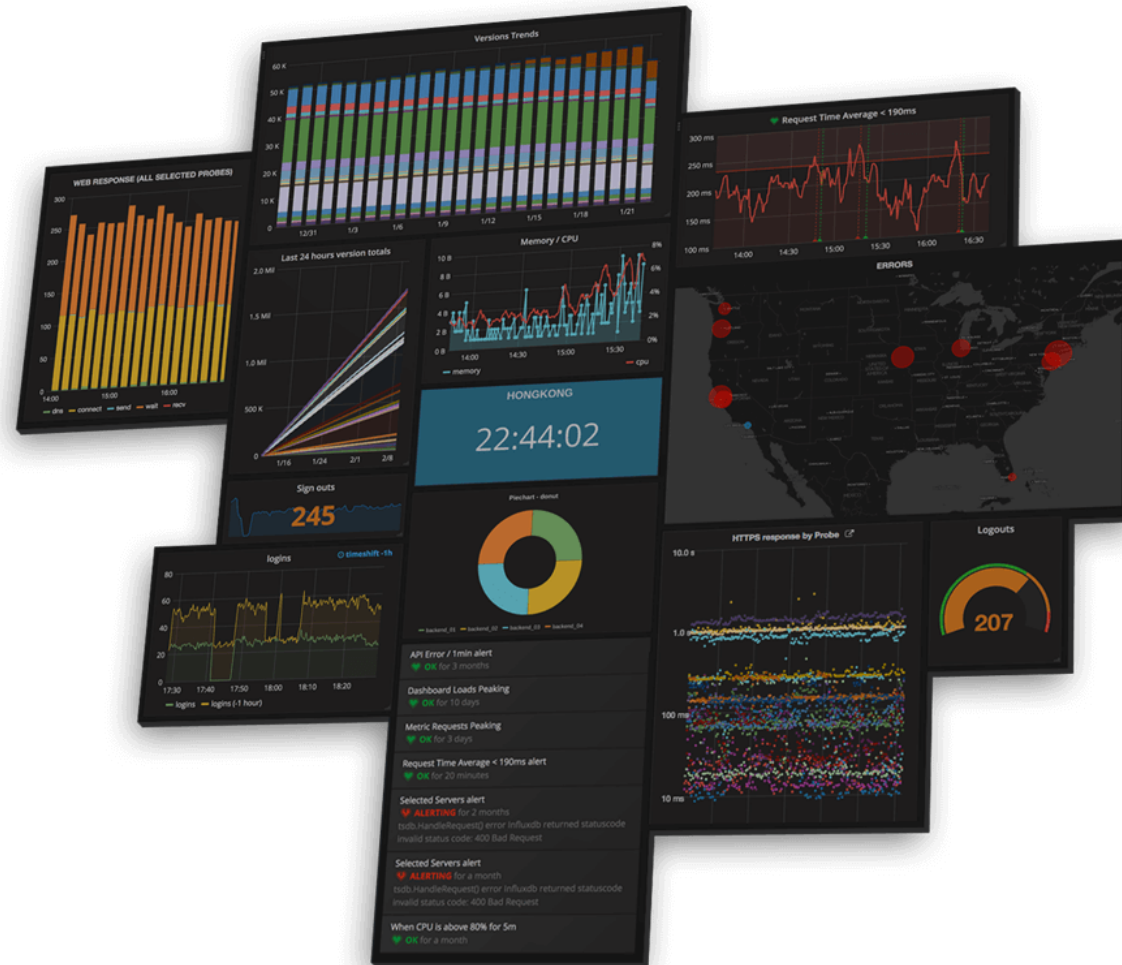 Versions Trends
60 K
50 K
40 K
30 K
20 K
10 K
0
12/31
1/3
1/6
1/9
1/12
1/15
1/18
1/21
Request Time Average < 190ms
300 ms
250 ms
200 ms
150 ms
100 ms
14:00
14:30
15:00
15:30
16:00
16:30
WEB RESPONSE (ALL SELECTED PROBES)
300
250
200
150
100
50
0
14:00
15:00
18:00
dns
connect
send
wait
recv
Last 24 hours version totals
2.0 Mil
1.5 Mil
1.0 Mil
500 K
0
1/16
1/24
2/1
2/8
Memory / CPU
10 B
8 B
6 B
4 B
2 B
0 B
8%
6%
4%
2%
0%
14:00
14:30
15:00
15:30
memory
cpu
ERRORS
HONGKONG
22:44:02
Sign outs
245
Piechart - donut
backend_01
backend_02
backend_03
backend_04
logins
timeshift -1h
80
60
40
20
0
17:30
17:40
17:50
18:00
18:10
18:20
logins
logins (-1 hour)
HTTPS response by Probe
10.0 s
1.0 s
100 ms
10 ms
Logouts
207
API Error / 1min alert
OK for 3 months
Dashboard Loads Peaking
OK for 10 days
Metric Requests Peaking
OK for 3 days
Request Time Average < 190ms alert
OK for 20 minutes
Selected Servers alert
ALERTING for 2 months
tsdb.HandleRequest() error Influxdb returned statuscode
invalid status code: 400 Bad Request
Selected Servers alert
ALERTING for a month
tsdb.HandleRequest() error Influxdb returned statuscode
invalid status code: 400 Bad Request
When CPU is above 80% for 5m
OK for a month